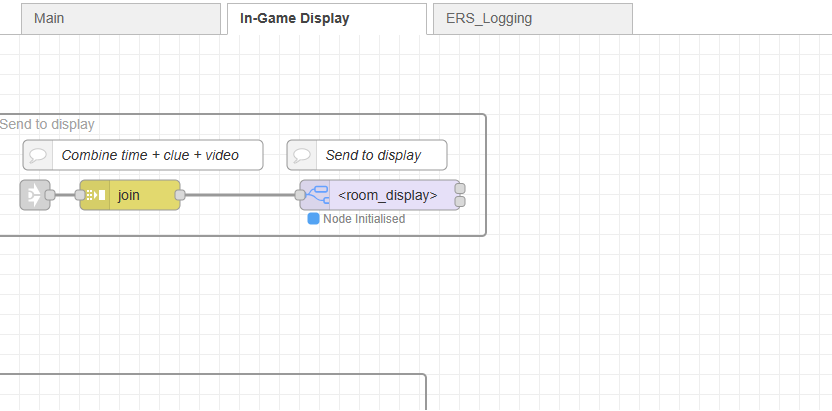 Main
In-Game Display
ERS_Logging
Send to display
Combine time + clue + video
Send to display
join
<room_display>
Node Initialised